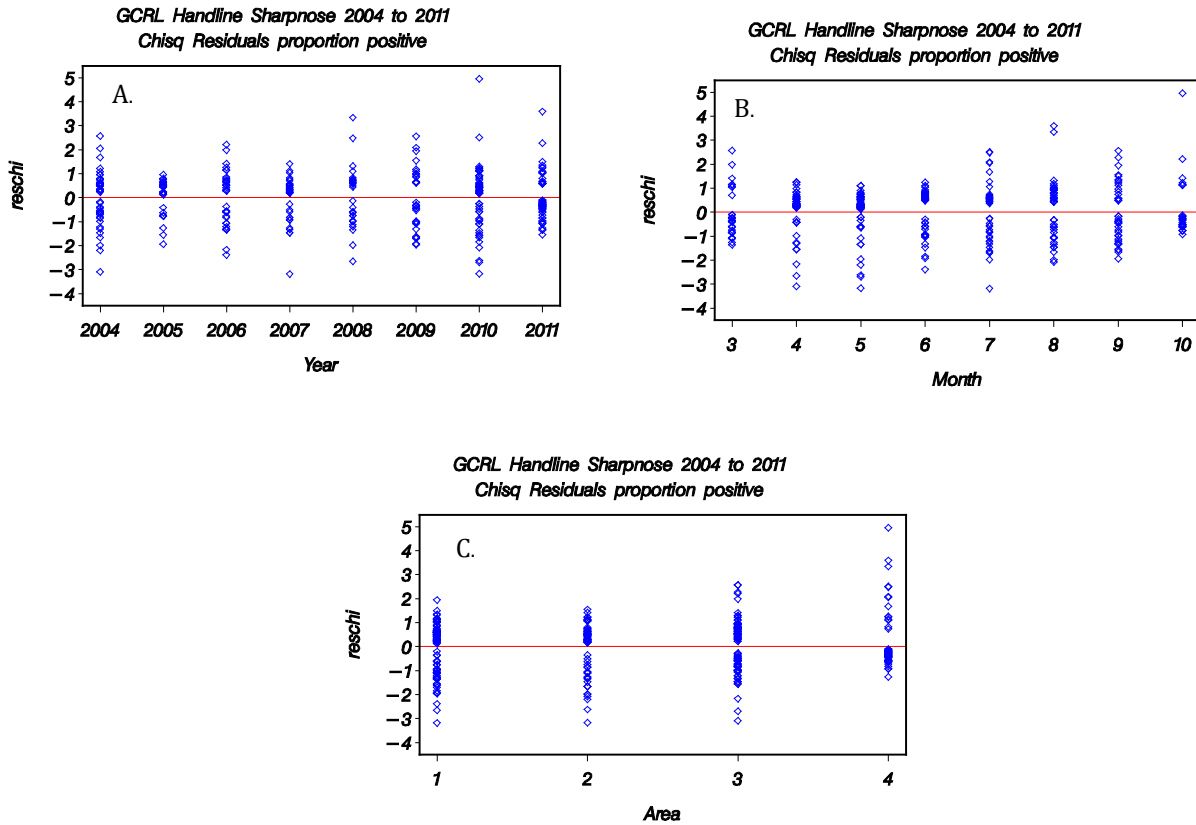 GCRL Handline Sharpnose 2004 to 2011
Chisq Residuals proportion positive
A.
reschi
5
4
3
2
1
0
−1
−2
−3
−4
2004 2005 2006 2007 2008 2009 2010 2011
Year
GCRL Handline Sharpnose 2004 to 2011
Chisq Residuals proportion positive
B.
reschi
5
4
3
2
1
0
−1
−2
−3
−4
3 4 5 6 7 8 9 10
Month
GCRL Handline Sharpnose 2004 to 2011
Chisq Residuals proportion positive
C.
reschi
5
4
3
2
1
0
−1
−2
−3
−4
1 2 3 4
Area